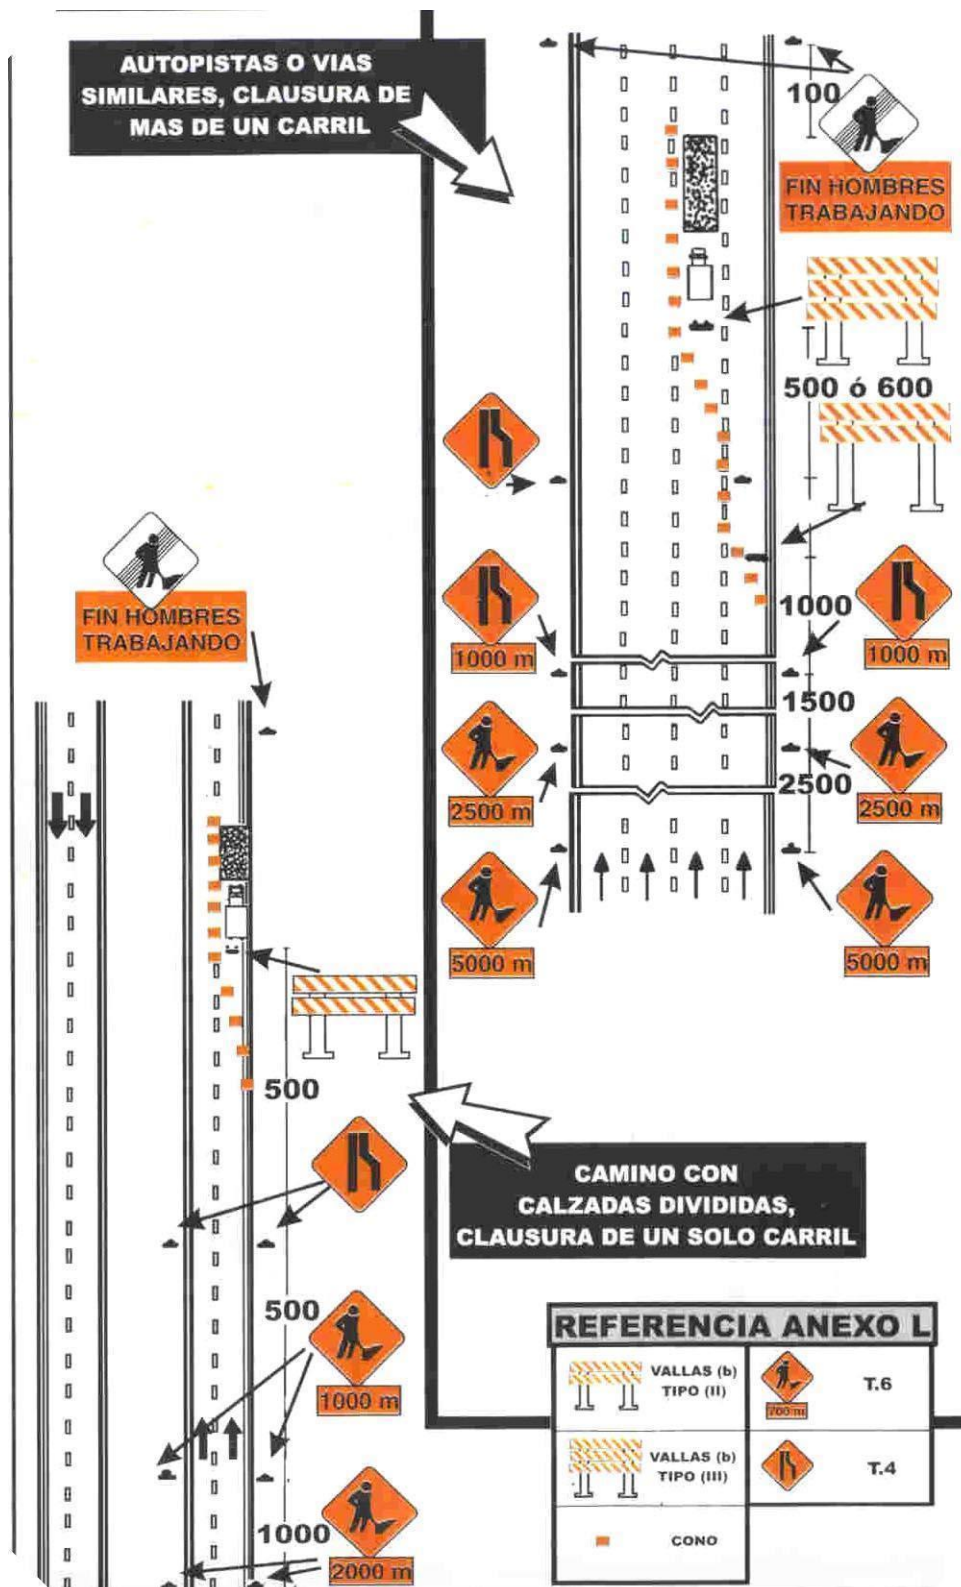 AUTOPISTAS O VIAS
SIMILARES, CLAUSURA DE
MAS DE UN CARRIL
100
FIN HOMBRES
TRABAJANDO
500 ó 600
1000
1000 m
1000 m
1500
2500 m
2500
2500 m
5000 m
5000 m
FIN HOMBRES
TRABAJANDO
500
500
1000 m
1000
2000 m
CAMINO CON
CALZADAS DIVIDIDAS,
CLAUSURA DE UN SOLO CARRIL
REFERENCIA ANEXO L
VALLAS (b)
TIPO (II)
700 m
T.6
VALLAS (b)
TIPO (III)
T.4
CONO